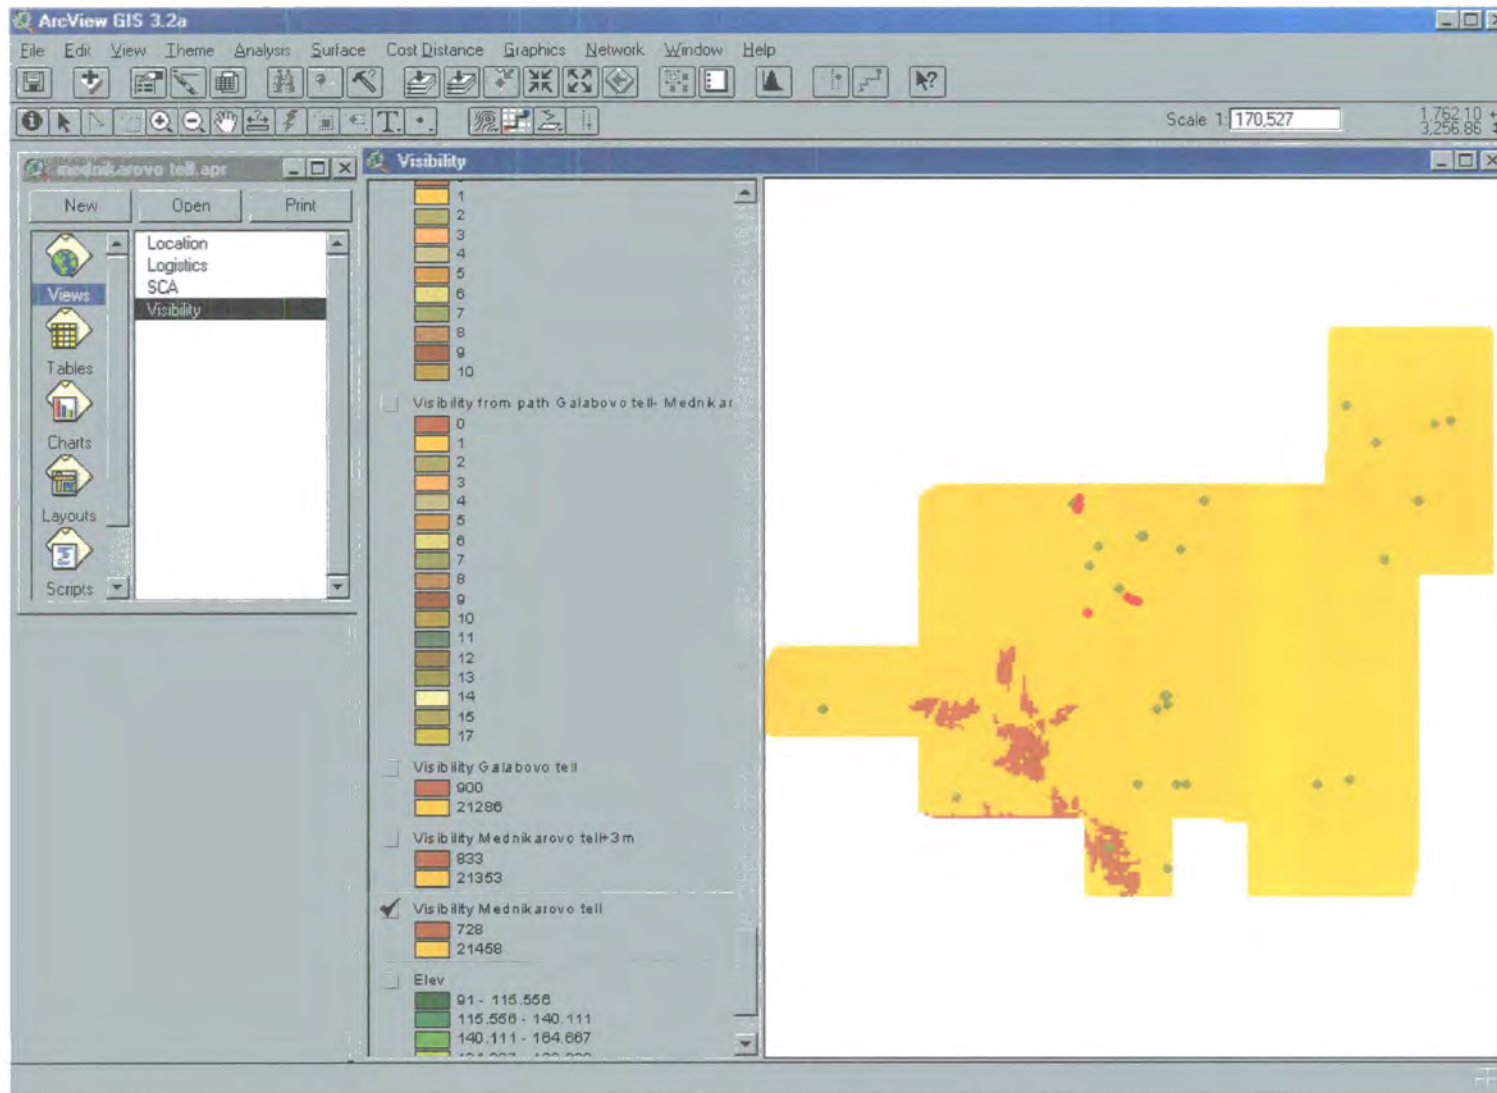 ArcView GIS 3.2a
File Edit View Theme Analysis Surface Cost Distance Graphics Network Window Help
Scale 1: 170,527
1,762.10
3,256.86
mednikarovo tell.apr
New Open Print
Views
Tables
Charts
Layouts
Scripts
Location
Logistics
SCA
Visibility
Visibility
1
2
3
4
5
6
7
8
9
10
Visibility from path Galabovo tell- Mednikar
0
1
2
3
4
5
6
7
8
9
10
11
12
13
14
15
17
Visibility Galabovo tell
900
21286
Visibility Mednikarovo tell+3m
833
21353
Visibility Mednikarovo tell
728
21458
Elev
91 - 115.556
115.556 - 140.111
140.111 - 164.667